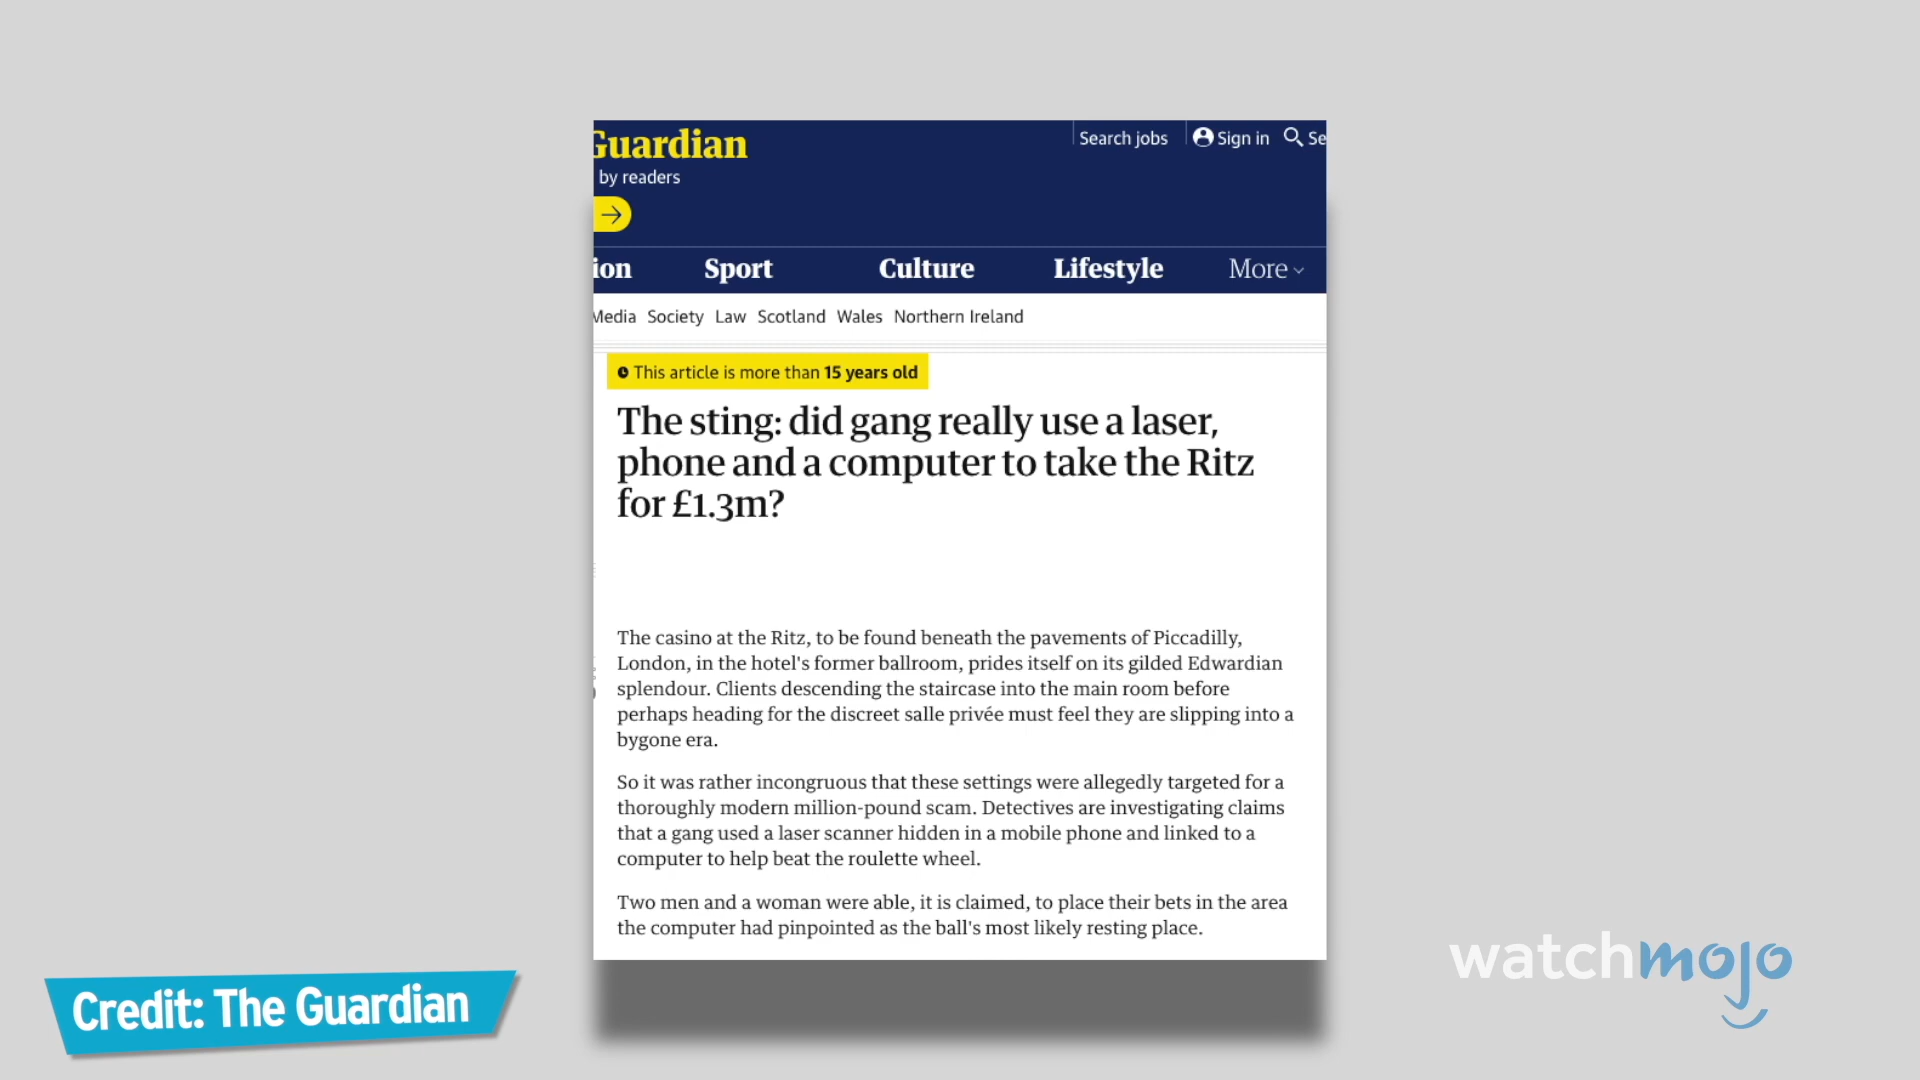 Guardian
by readers
Search jobs
Sign in
Se
ion
Sport
Culture
Lifestyle
More
Media Society Law Scotland Wales Northern Ireland
This article is more than 15 years old
The sting: did gang really use a laser,
phone and a computer to take the Ritz
for £1.3m?
The casino at the Ritz, to be found beneath the pavements of Piccadilly,
London, in the hotel's former ballroom, prides itself on its gilded Edwardian
splendour. Clients descending the staircase into the main room before
perhaps heading for the discreet salle privée must feel they are slipping into a
bygone era.
So it was rather incongruous that these settings were allegedly targeted for a
thoroughly modern million-pound scam. Detectives are investigating claims
that a gang used a laser scanner hidden in a mobile phone and linked to a
computer to help beat the roulette wheel.
Two men and a woman were able, it is claimed, to place their bets in the area
the computer had pinpointed as the ball's most likely resting place.
watchmojo
Credit: The Guardian